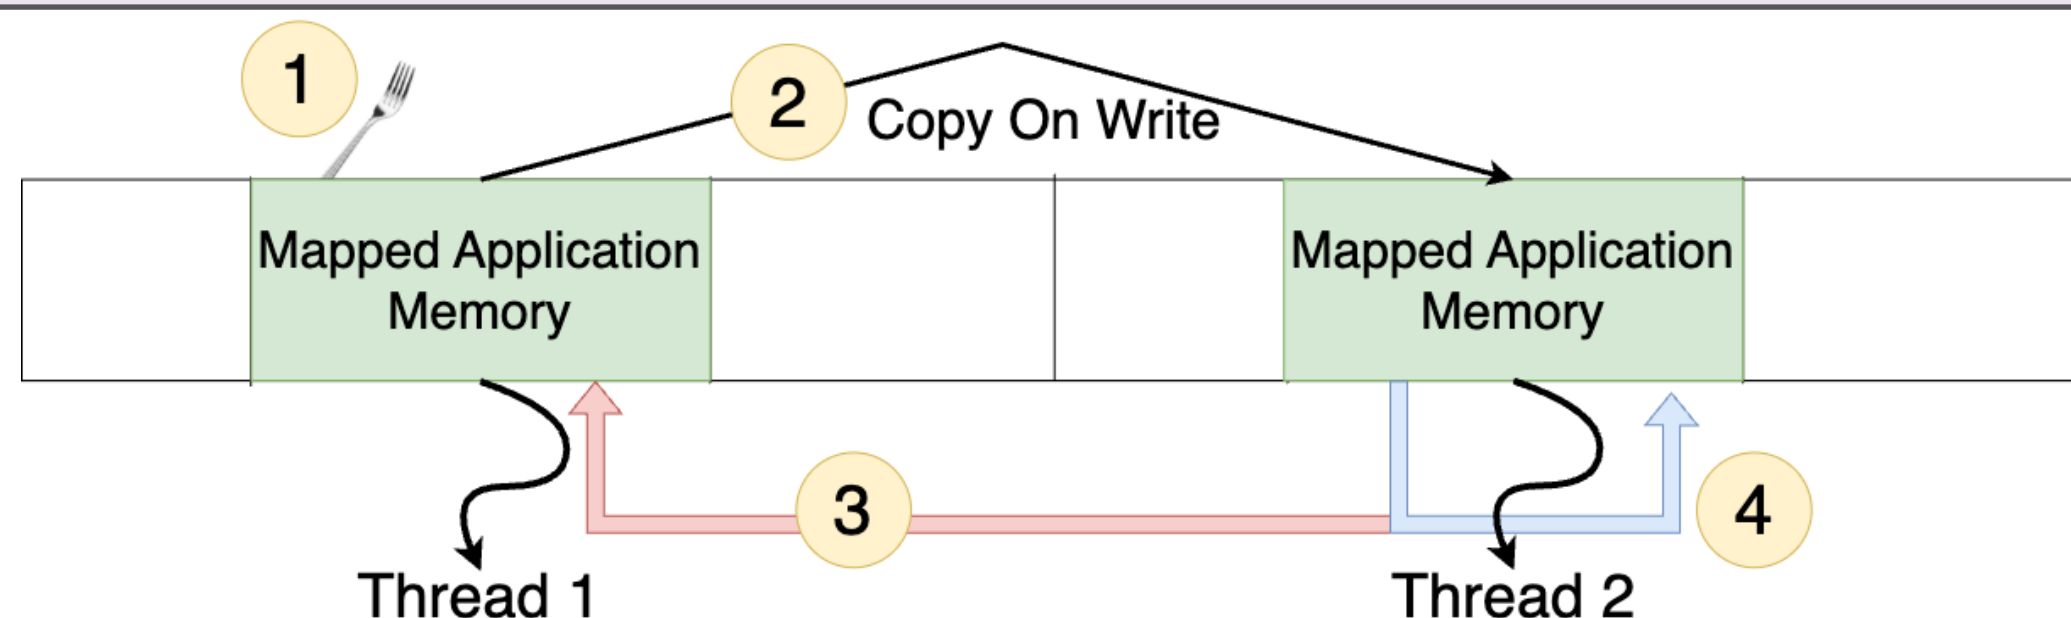 1
2
Copy On Write
Mapped Application
Memory
Mapped Application
Memory
3
4
Thread 1
Thread 2